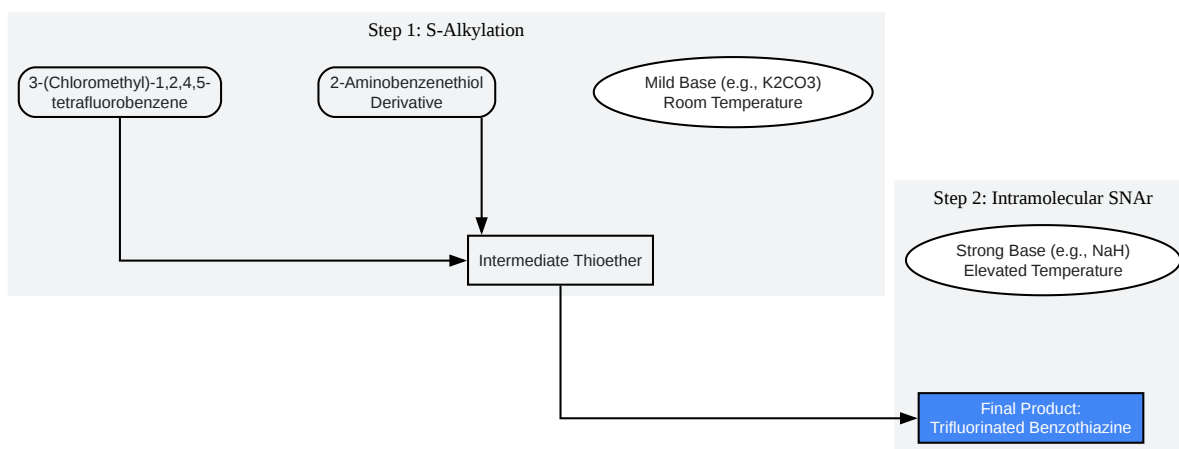 Step 1: S-Alkylation
3-(Chloromethyl)-1,2,4,5-
tetrafluorobenzene
2-Aminobenzenethiol
Derivative
Mild Base (e.g., K2CO3)
Room Temperature
Intermediate Thioether
Step 2: Intramolecular SNAr
Strong Base (e.g., NaH)
Elevated Temperature
Final Product:
Trifluorinated Benzothiazine